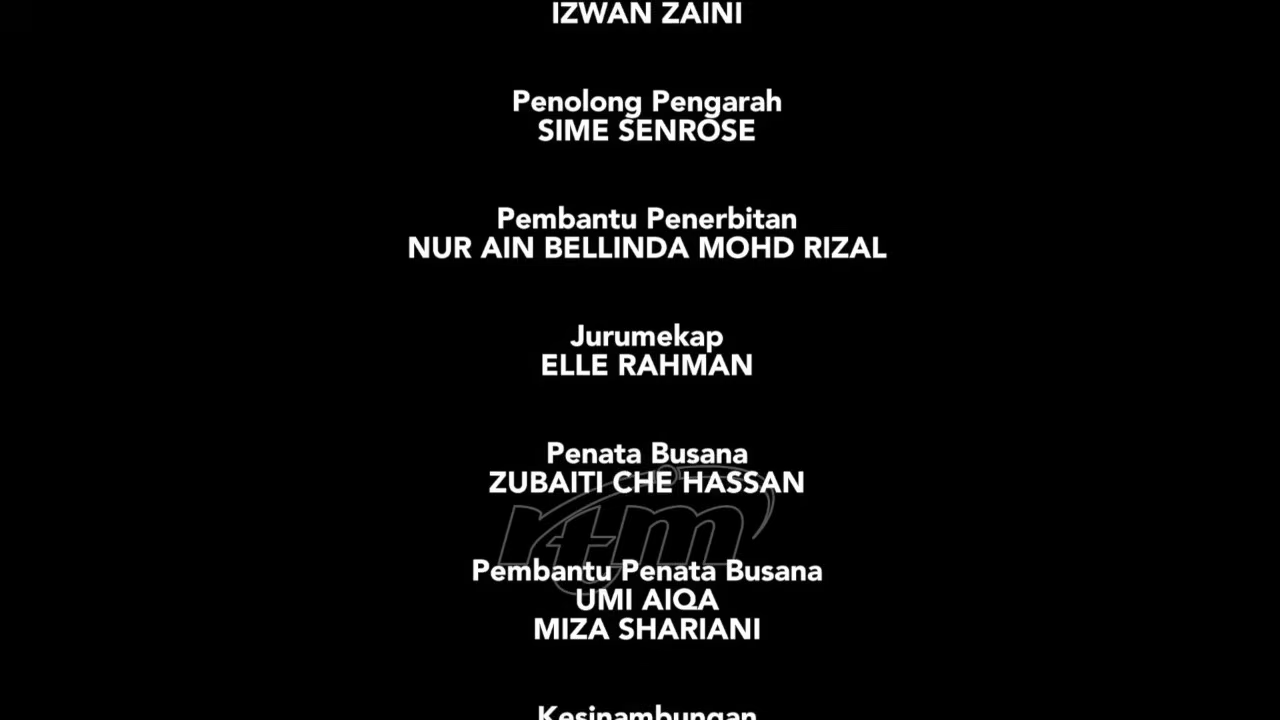 IZWAN ZAINI
Penolong Pengarah
SIME SENROSE
Pembantu Penerbitan
NUR AIN BELLINDA MOHD RIZAL
Jurumekap
ELLE RAHMAN
Penata Busana
ZUBAITI CHE HASSAN
rtm
Pembantu Penata Busana
UMI AIQA
MIZA SHARIANI
Kesinambungan